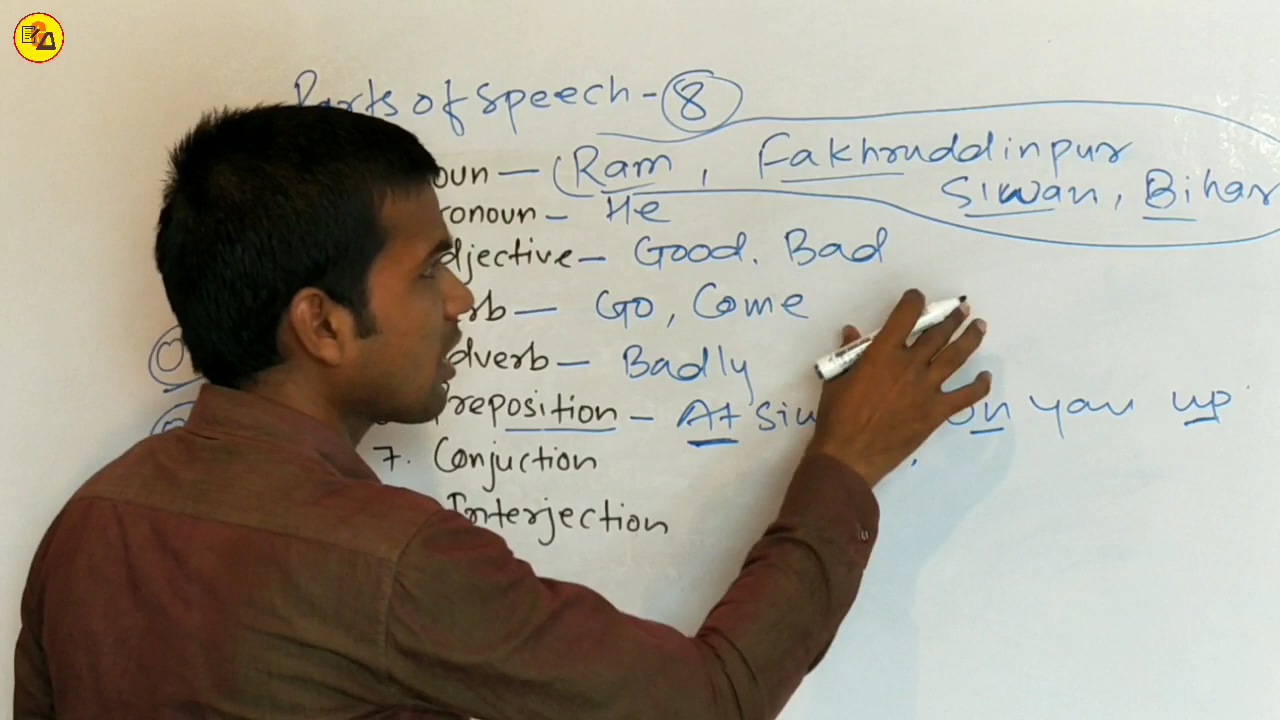 Parts of speech - 8
oun — Ram, Fakhruddinpur
Siwan, Bihar
ronoun - He
djective - Good. Bad
rb — Go, Come
dverb - Badly
reposition - At Siw on you up
7. Conjuction
Interjection